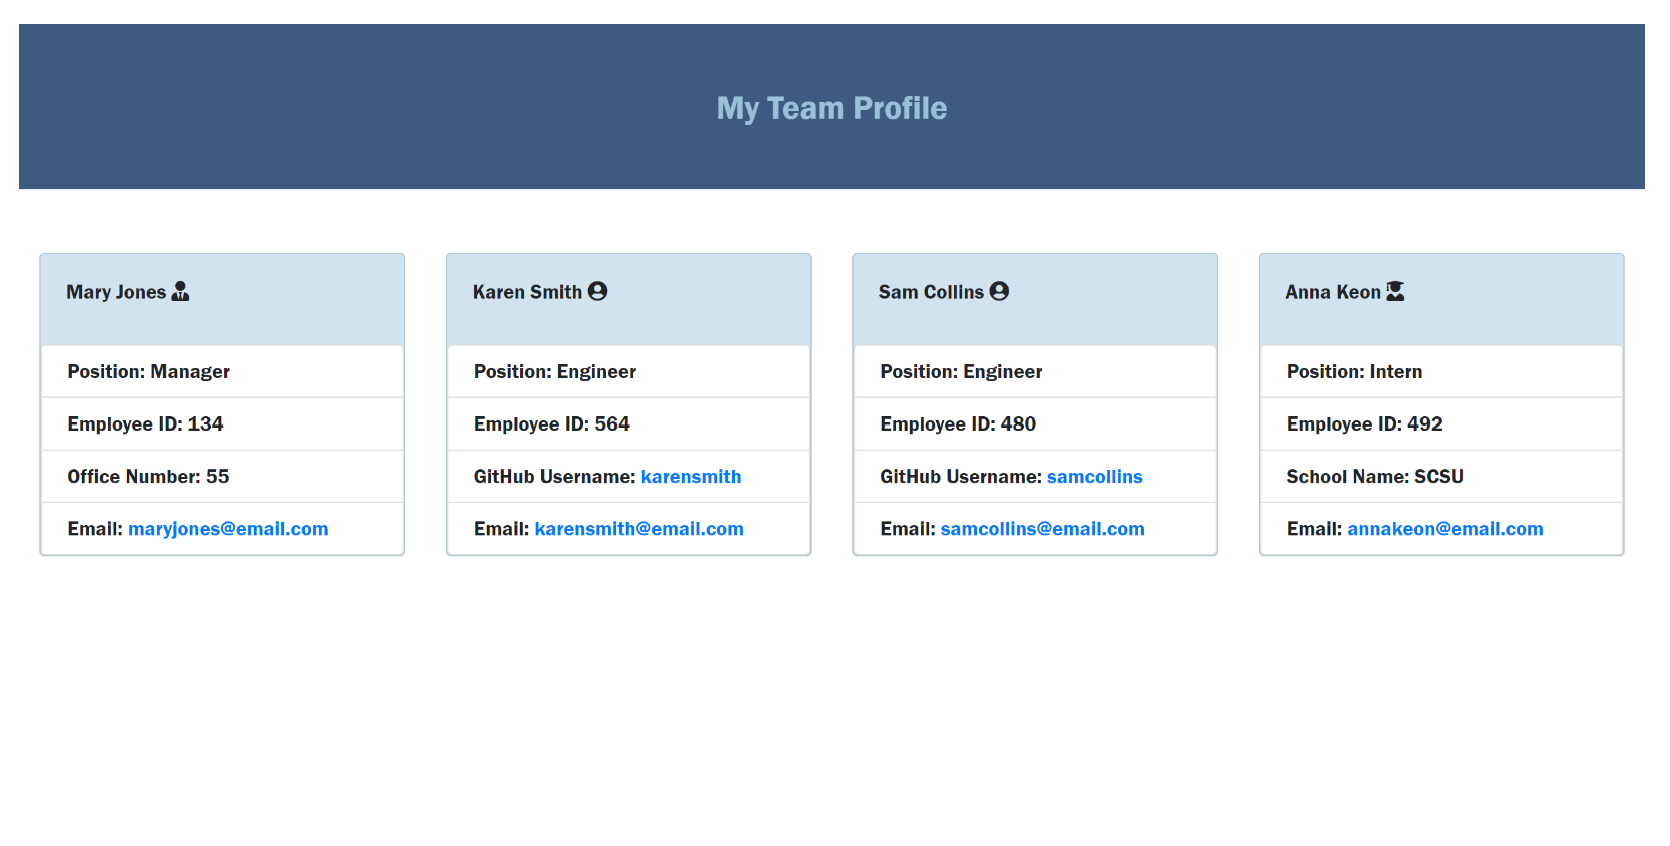 My Team Profile
Mary Jones
Position: Manager
Employee ID: 134
Office Number: 55
Email: maryjones@email.com
Karen Smith
Position: Engineer
Employee ID: 564
GitHub Username: karensmith
Email: karensmith@email.com
Sam Collins
Position: Engineer
Employee ID: 480
GitHub Username: samcollins
Email: samcollins@email.com
Anna Keon
Position: Intern
Employee ID: 492
School Name: SCSU
Email: annakeon@email.com